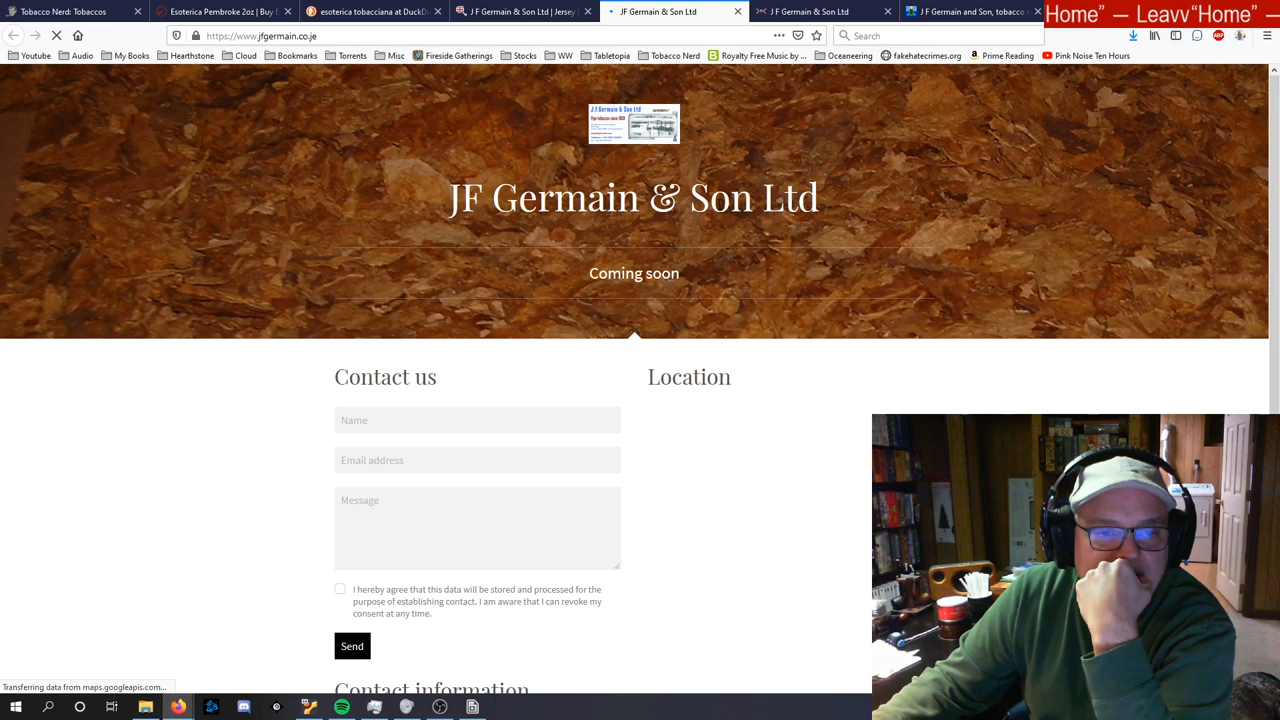 Tobacco Nerd: Tobaccos
Esoterica Pembroke 2oz | Buy E
esoterica tobacciana at DuckDu
J F Germain & Son Ltd | Jersey
JF Germain & Son Ltd
J F Germain & Son Ltd
J F Germain and Son, tobacco
Home” — Leavv“Home” —
https://www.jfgermain.co.je
Search
Youtube
Audio
My Books
Hearthstone
Cloud
Bookmarks
Torrents
Misc
Fireside Gatherings
Stocks
WW
Tabletopia
Tobacco Nerd
Royalty Free Music by ...
Oceaneering
fakehatecrimes.org
Prime Reading
Pink Noise Ten Hours
J.F.Germain & Son Ltd
JF Germain & Son Ltd
Coming soon
Contact us
Location
Name
Email address
Message
I hereby agree that this data will be stored and processed for the
purpose of establishing contact. I am aware that I can revoke my
consent at any time.
Send
Contact information
Transferring data from maps.googleapis.com...